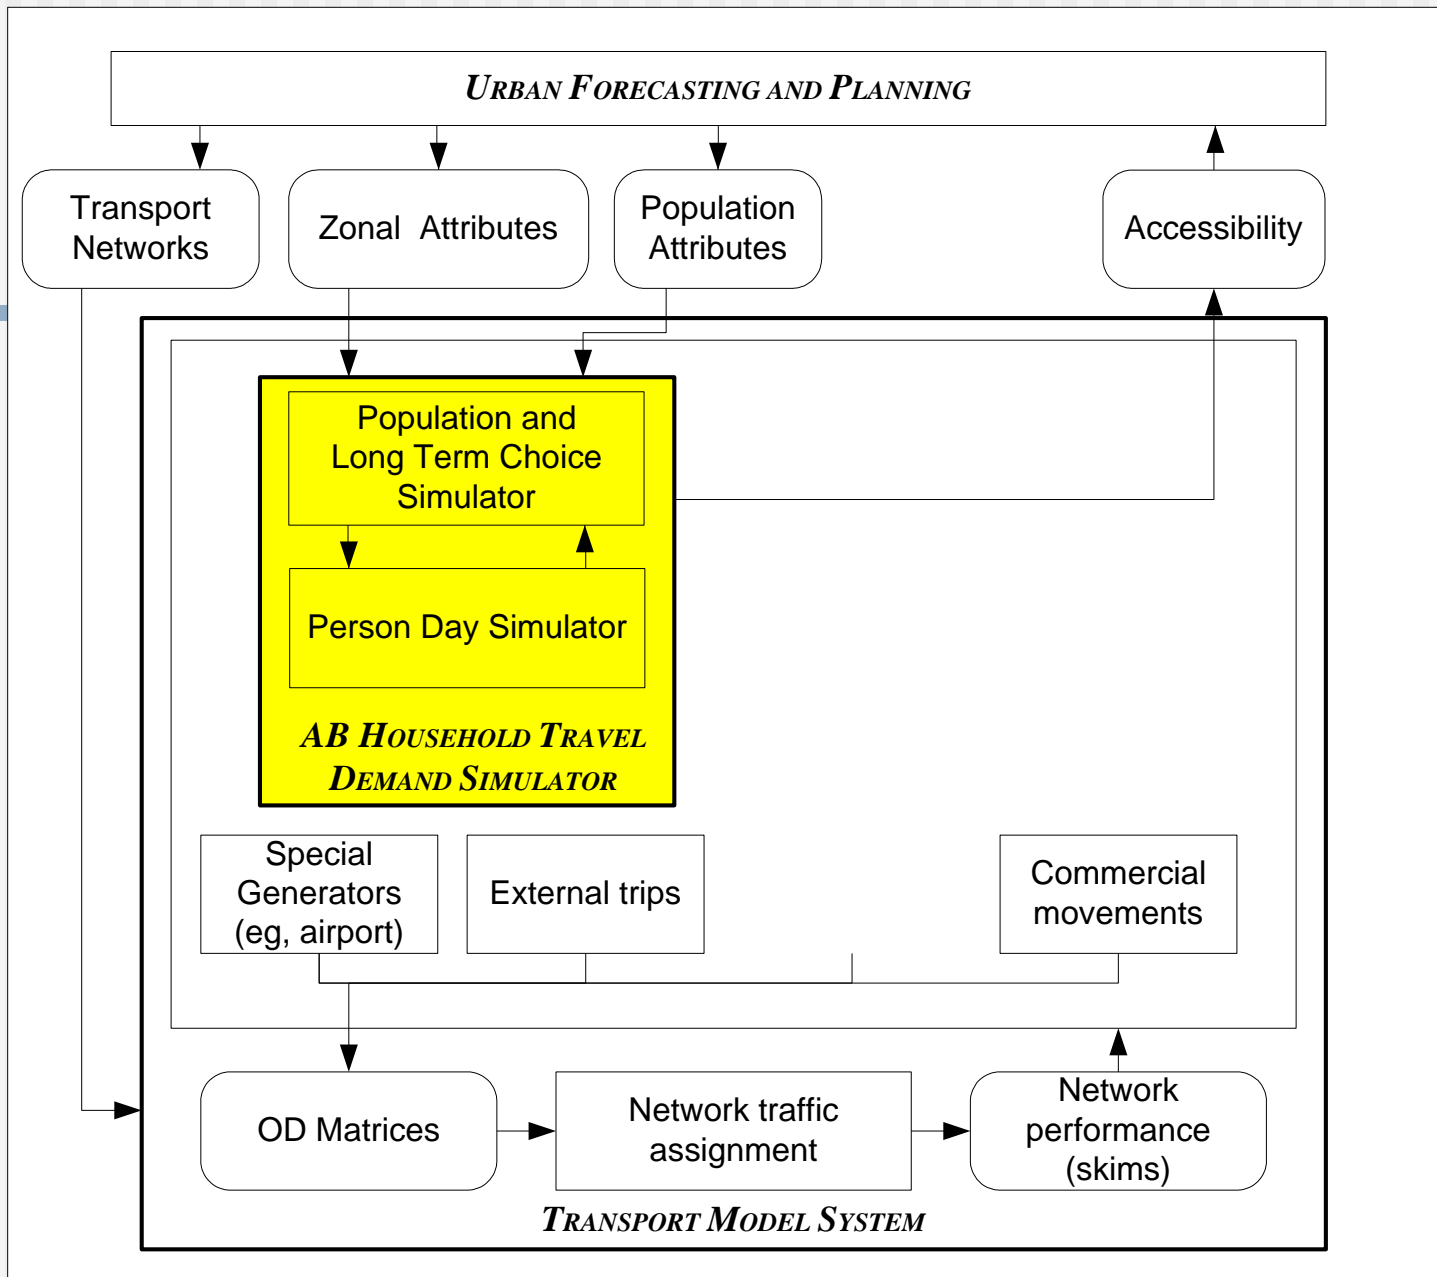 URBAN FORECASTING AND PLANNING
Transport
Networks
Zonal Attributes
Population
Attributes
Accessibility
Population and
Long Term Choice
Simulator
Person Day Simulator
AB HOUSEHOLD TRAVEL
DEMAND SIMULATOR
Special
Generators
(eg, airport)
External trips
Commercial
movements
OD Matrices
Network traffic
assignment
Network
performance
(skims)
TRANSPORT MODEL SYSTEM